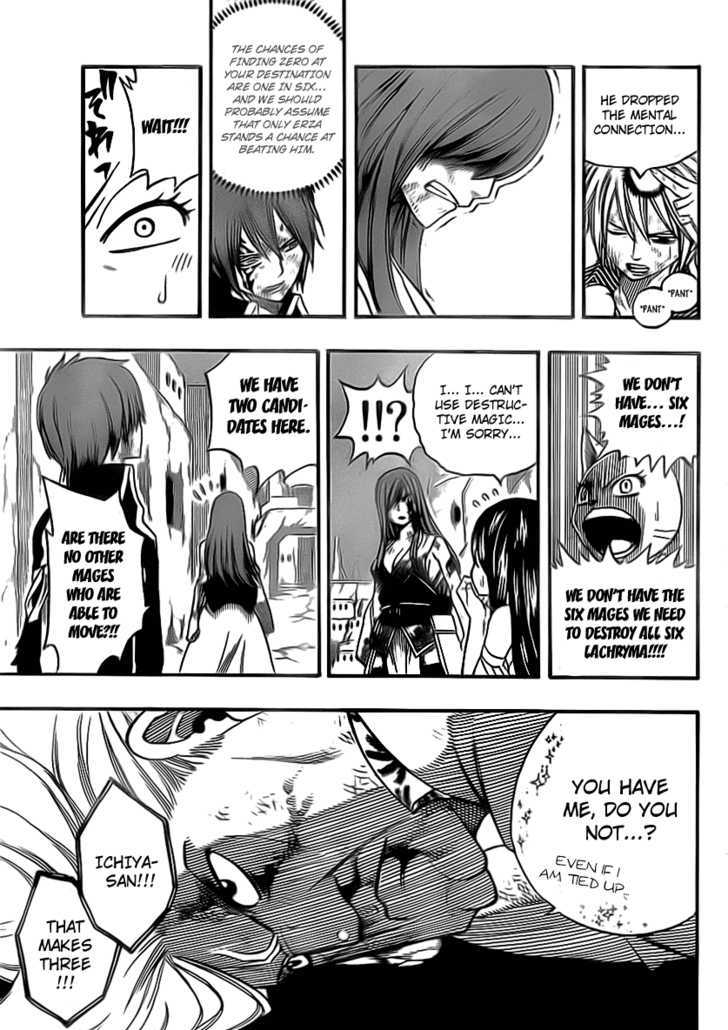 HE DROPPED
THE MENTAL
CONNECTION...
*PANT*
*PANT*
THE CHANCES OF
FINDING ZERO AT
YOUR DESTINATION
ARE ONE IN SIX...
AND WE SHOULD
PROBABLY ASSUME
THAT ONLY ERZA
STANDS A CHANCE AT
BEATING HIM.
WAIT!!!
WE DON'T
HAVE... SIX
MAGES...!
WE DON'T HAVE THE
SIX MAGES WE NEED
TO DESTROY ALL SIX
LACHRYMA!!!!
I... I... CAN'T
USE DESTRUC-
TIVE MAGIC...
I'M SORRY...
!!?
WE HAVE
TWO CANDI-
DATES HERE.
ARE THERE
NO OTHER
MAGES
WHO ARE
ABLE TO
MOVE?!!
YOU HAVE
ME, DO YOU
NOT...?
EVEN IF I
AM TIED UP.
ICHIYA-
SAN!!!
THAT
MAKES
THREE
!!!